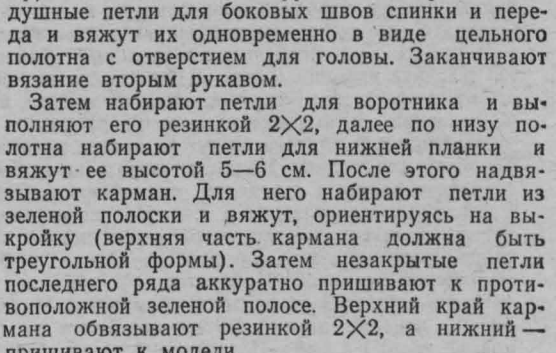 душные петли для боковых швов спинки и пере-
да и вяжут их одновременно в виде цельного
полотна с отверстием для головы. Заканчивают
вязание вторым рукавом.
Затем набирают петли для воротника и вы-
полняют его резинкой 2×2, далее по низу по-
лотна набирают петли для нижней планки и
вяжут ее высотой 5—6 см. После этого надвя-
зывают карман. Для него набирают петли из
зеленой полоски и вяжут, ориентируясь на вы-
кройку (верхняя часть кармана должна быть
треугольной формы). Затем незакрытые петли
последнего ряда аккуратно пришивают к проти-
воположной зеленой полосе. Верхний край кар-
мана обвязывают резинкой 2×2, а нижний —
пришивают к модели.